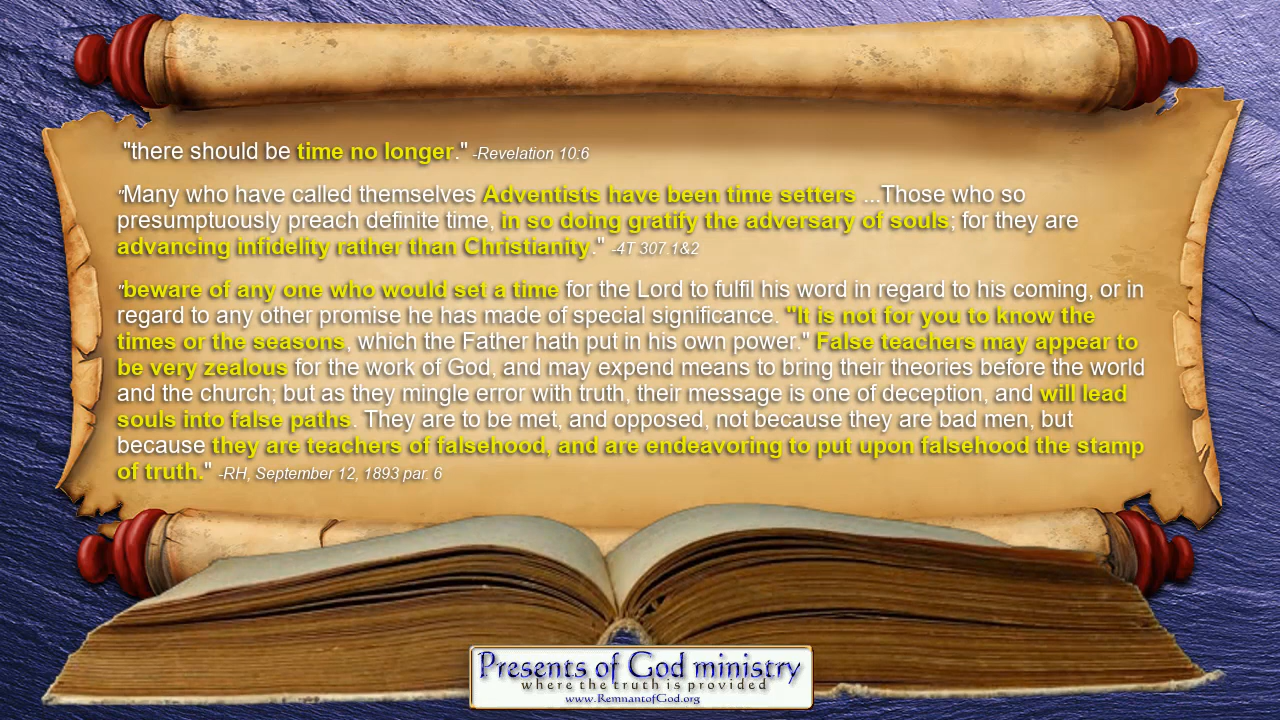 "there should be time no longer." -Revelation 10:6
"Many who have called themselves Adventists have been time setters ...Those who so
presumptuously preach definite time, in so doing gratify the adversary of souls; for they are
advancing infidelity rather than Christianity." -4T 307.1&2
"beware of any one who would set a time for the Lord to fulfil his word in regard to his coming, or in
regard to any other promise he has made of special significance. "It is not for you to know the
times or the seasons, which the Father hath put in his own power." False teachers may appear to
be very zealous for the work of God, and may expend means to bring their theories before the world
and the church; but as they mingle error with truth, their message is one of deception, and will lead
souls into false paths. They are to be met, and opposed, not because they are bad men, but
because they are teachers of falsehood, and are endeavoring to put upon falsehood the stamp
of truth." -RH, September 12, 1893 par. 6
Presents of God ministry
where the truth is provided
www.RemnantofGod.org